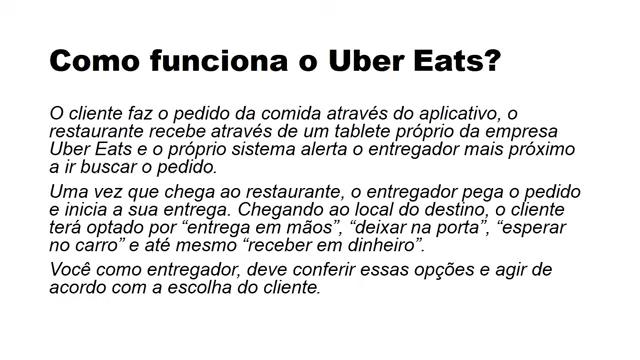 Como funciona o Uber Eats?
O cliente faz o pedido da comida através do aplicativo, o
restaurante recebe através de um tablete próprio da empresa
Uber Eats e o próprio sistema alerta o entregador mais próximo
a ir buscar o pedido.
Uma vez que chega ao restaurante, o entregador pega o pedido
e inicia a sua entrega. Chegando ao local do destino, o cliente
terá optado por “entrega em mãos”, “deixar na porta”, “esperar
no carro” e até mesmo “receber em dinheiro”.
Você como entregador, deve conferir essas opções e agir de
acordo com a escolha do cliente.